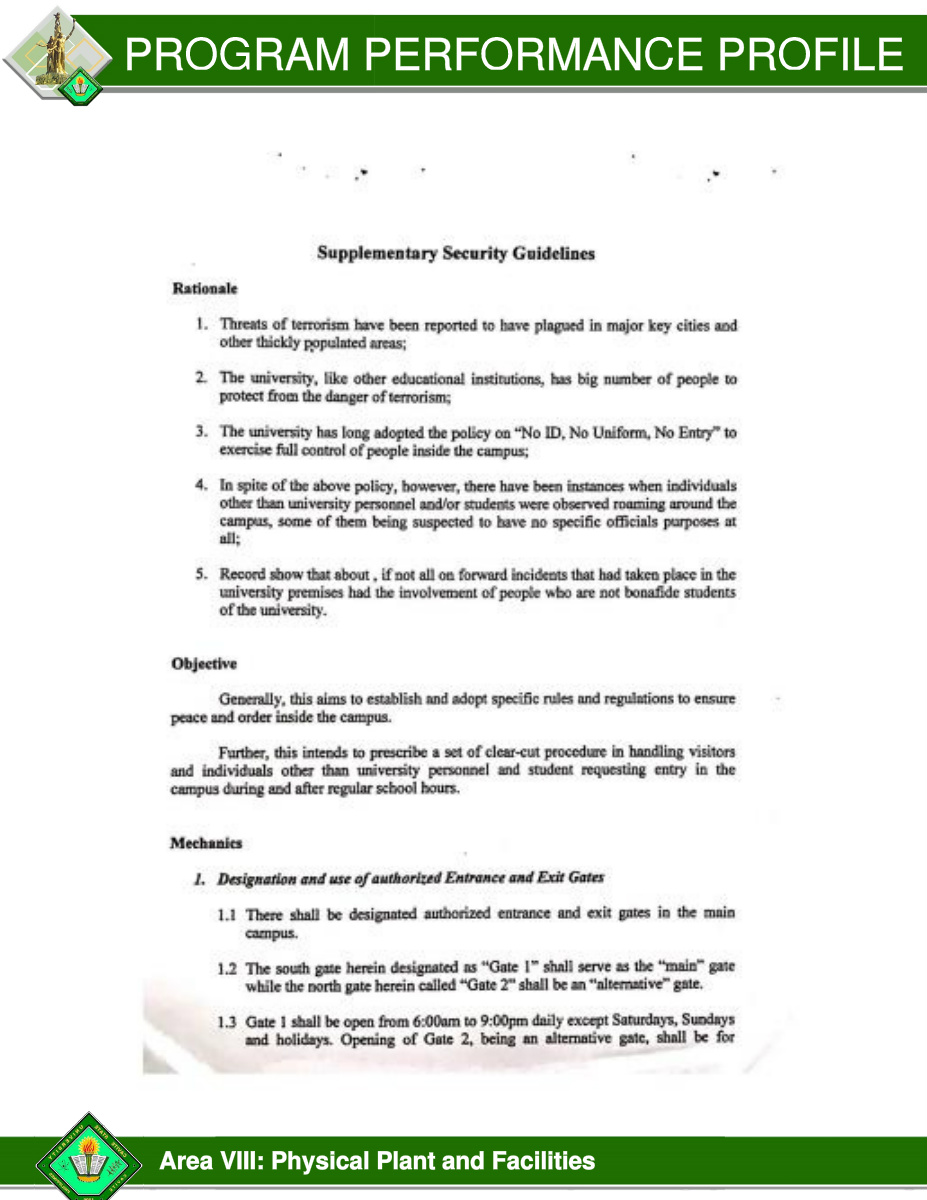 PROGRAM PERFORMANCE PROFILE
Supplementary Security Guidelines
Rationale
1. Threats of terrorism have been reported to have plagued in major key cities and
other thickly populated areas;
2. The university, like other educational institutions, has big number of people to
protect from the danger of terrorism;
3. The university has long adopted the policy on “No ID, No Uniform, No Entry” to
exercise full control of people inside the campus;
4. In spite of the above policy, however, there have been instances when individuals
other than university personnel and/or students were observed roaming around the
campus, some of them being suspected to have no specific officials purposes at
all;
5. Record show that about , if not all on forward incidents that had taken place in the
university premises had the involvement of people who are not bonafide students
of the university.
Objective
Generally, this aims to establish and adopt specific rules and regulations to ensure
peace and order inside the campus.
Further, this intends to prescribe a set of clear-cut procedure in handling visitors
and individuals other than university personnel and student requesting entry in the
campus during and after regular school hours.
Mechanics
1. Designation and use of authorized Entrance and Exit Gates
1.1 There shall be designated authorized entrance and exit gates in the main
campus.
1.2 The south gate herein designated as “Gate 1” shall serve as the “main” gate
while the north gate herein called “Gate 2” shall be an “alternative” gate.
1.3 Gate 1 shall be open from 6:00am to 9:00pm daily except Saturdays, Sundays
and holidays. Opening of Gate 2, being an alternative gate, shall be for
Area VIII: Physical Plant and Facilities